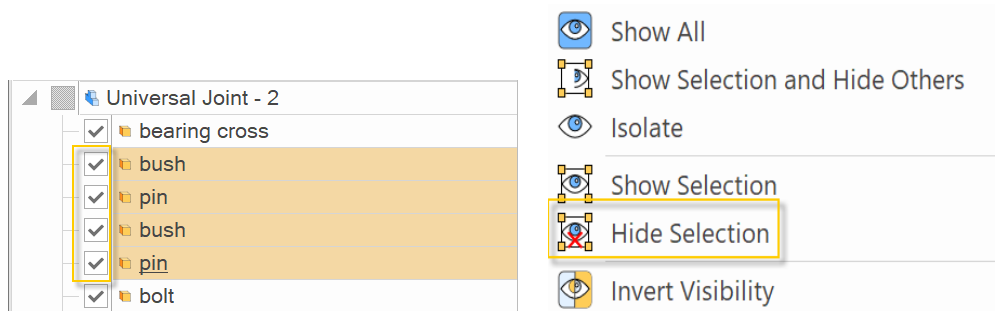 Universal Joint - 2
bearing cross
bush
pin
bush
pin
bolt
Show All
Show Selection and Hide Others
Isolate
Show Selection
Hide Selection
Invert Visibility